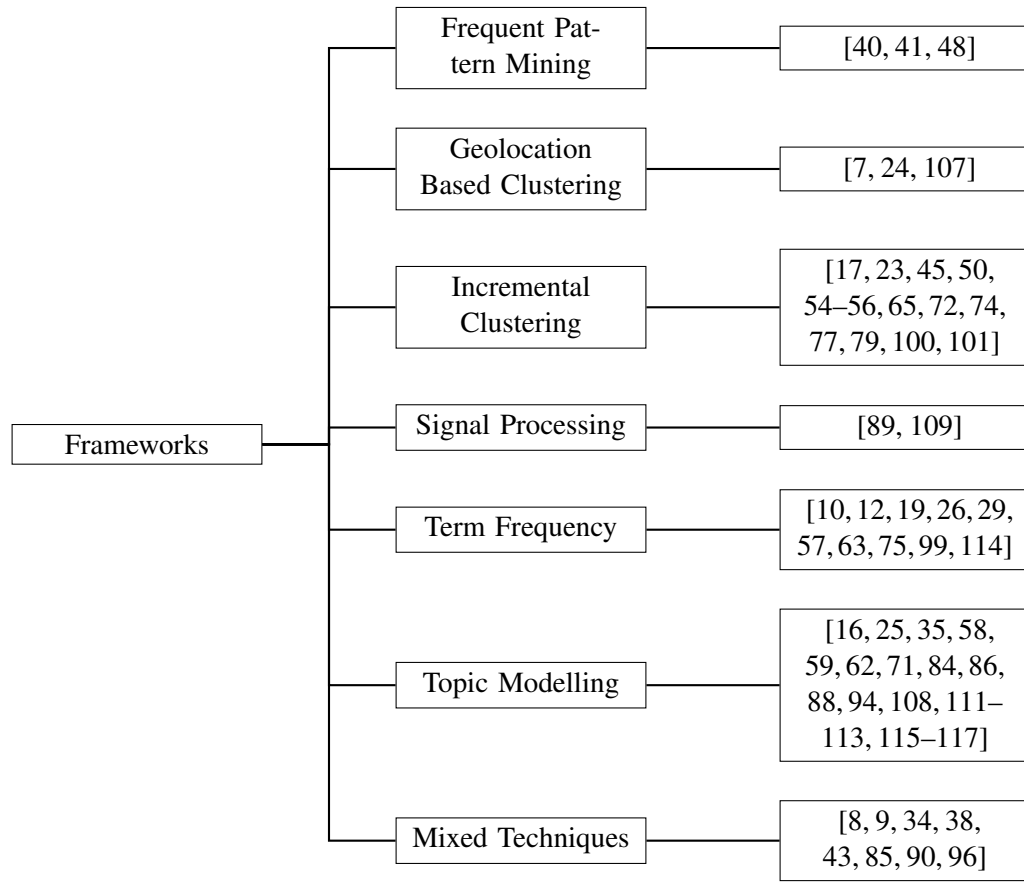 Frequent Pat-
tern Mining
[40, 41, 48]
Geolocation
Based Clustering
[7, 24, 107]
Incremental
Clustering
[17, 23, 45, 50,
54–56, 65, 72, 74,
77, 79, 100, 101]
Frameworks
Signal Processing
[89, 109]
Term Frequency
[10, 12, 19, 26, 29,
57, 63, 75, 99, 114]
Topic Modelling
[16, 25, 35, 58,
59, 62, 71, 84, 86,
88, 94, 108, 111–
113, 115–117]
Mixed Techniques
[8, 9, 34, 38,
43, 85, 90, 96]